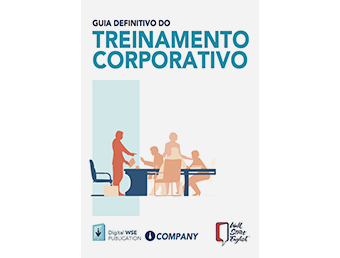 GUIA DEFINITIVO DO
TREINAMENTO
CORPORATIVO
Digital WSE
PUBLICATION
COMPANY
Wall
Street
English